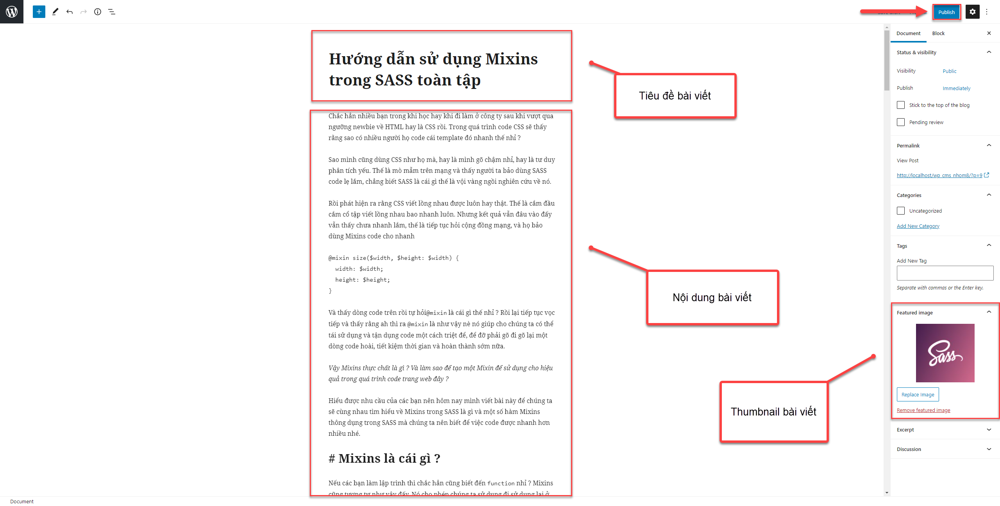 Save draft
Publish
Hướng dẫn sử dụng Mixins
trong SASS toàn tập
Tiêu đề bài viết
Chắc hẳn nhiều bạn trong khi học hay khi đi làm ở công ty sau khi vượt qua
ngưỡng newbie về HTML hay là CSS rồi. Trong quá trình code CSS sẽ thấy
rằng sao có nhiều người họ code cái template đó nhanh thế nhỉ ?
Sao mình cũng dùng CSS như họ mà, hay là mình gõ chậm nhỉ, hay là tư duy
phân tích yếu. Thế là mò mẫm trên mạng và thấy người ta bảo dùng SASS
code lẹ lắm, chẳng biết SASS là cái gì thế là vội vàng ngồi nghiên cứu về nó.
Rồi phát hiện ra rằng CSS viết lồng nhau được luôn hay thật. Thế là cắm đầu
cắm cổ tập viết lồng nhau bao nhanh luôn. Nhưng kết quả vẫn đâu vào đấy
vẫn thấy chưa nhanh lắm, thế là tiếp tục hỏi cộng đồng mạng, và họ bảo
dùng Mixins code cho nhanh
@mixin size($width, $height: $width) {
  width: $width;
  height: $height;
}
Nội dung bài viết
Và thấy dòng code trên rồi tự hỏi@mixin là cái gì thế nhỉ ? Rồi lại tiếp tục vọc
tiếp và thấy rằng ah thì ra @mixin là như vậy nè nó giúp cho chúng ta có thể
tái sử dụng và tận dụng code một cách triệt để, để đỡ phải gõ đi gõ lại một
dòng code hoài, tiết kiệm thời gian và hoàn thành sớm nữa.
Vậy Mixins thực chất là gì ? Và làm sao để tạo một Mixin để sử dụng cho hiệu
quả trong quá trình code trang web đây ?
Hiểu được nhu cầu của các bạn nên hôm nay mình viết bài này để chúng ta
sẽ cùng nhau tìm hiểu về Mixins trong SASS là gì và một số hàm Mixins
thông dụng trong SASS mà chúng ta nên biết để việc code được nhanh hơn
nhiều nhé.
Thumbnail bài viết
# Mixins là cái gì ?
Nếu các bạn làm lập trình thì chắc hẳn cũng biết đến function nhỉ ? Mixins
cũng tương tự như vậy đấy. Nó cho phép chúng ta sử dụng đi sử dụng lại ở
Document
Block
Status & visibility
Visibility
Public
Publish
Immediately
Stick to the top of the blog
Pending review
Permalink
View Post
http://localhost/wp_cms_nhom8/?p=9
Categories
Uncategorized
Add New Category
Tags
Add New Tag
Separate with commas or the Enter key.
Featured image
Sass
Replace Image
Remove featured image
Excerpt
Discussion
Document